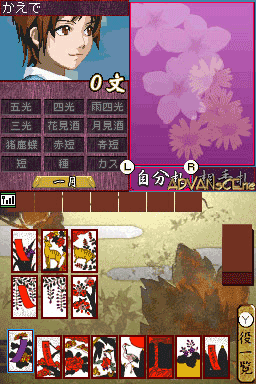 かえで
0文
五光 四光 雨四光
三光 花見酒 月見酒
猪鹿蝶 赤短 青短
短 種 カス
一月
L R
自分札 相手札
ADVANSCENE
Y
役一覧